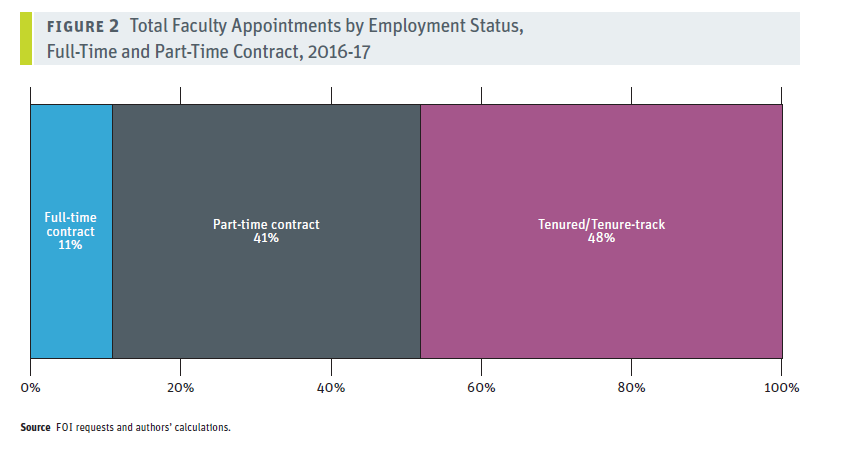 FIGURE 2 Total Faculty Appointments by Employment Status,
Full-Time and Part-Time Contract, 2016-17
Full-time
contract
11%
Part-time contract
41%
Tenured/Tenure-track
48%
0%
20%
40%
60%
80%
100%
Source FOI requests and authors' calculations.